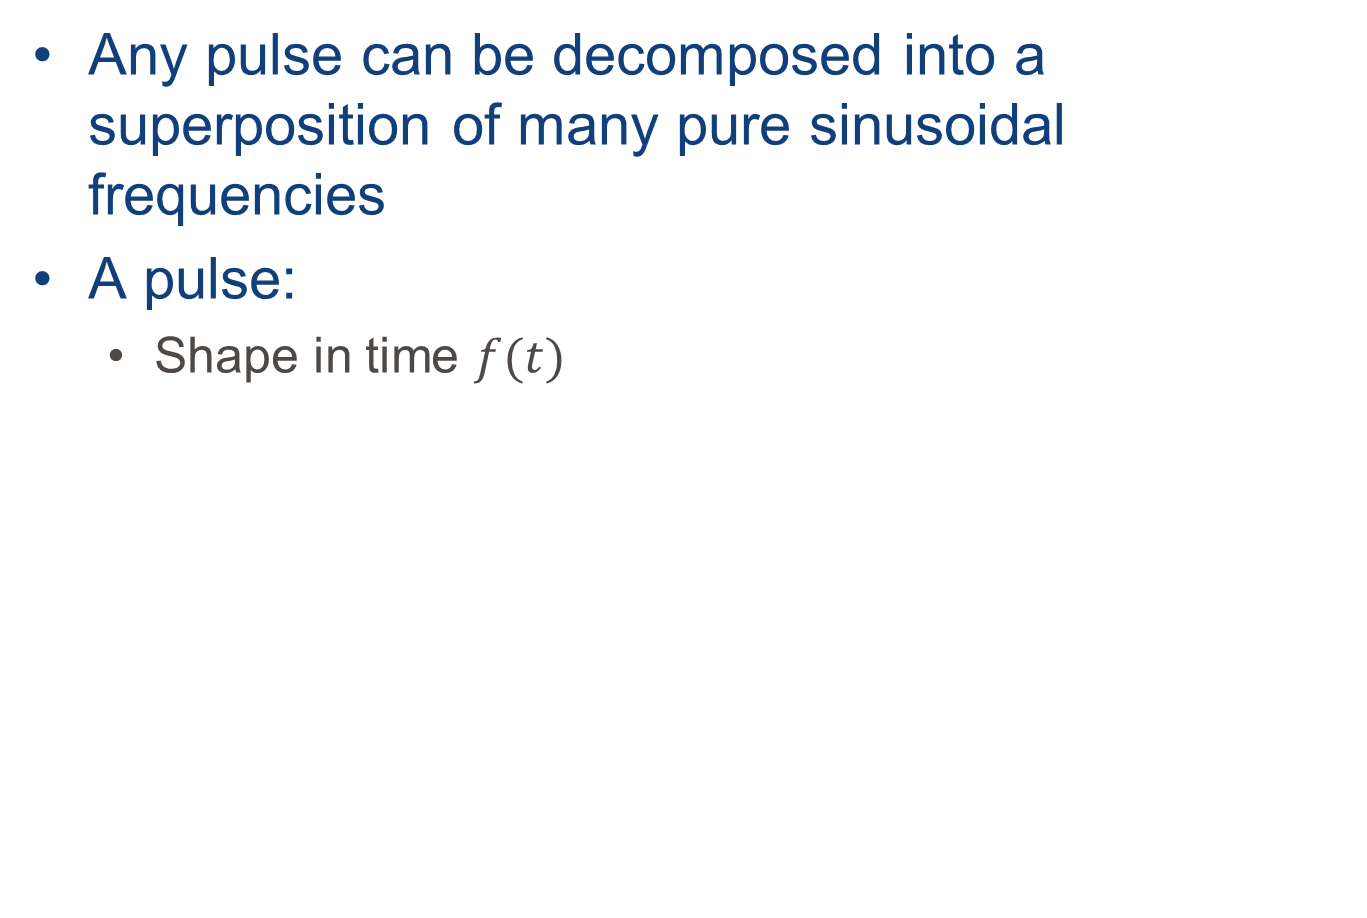 • Any pulse can be decomposed into a
superposition of many pure sinusoidal
frequencies
• A pulse:
• Shape in time 𝑓(𝑡)